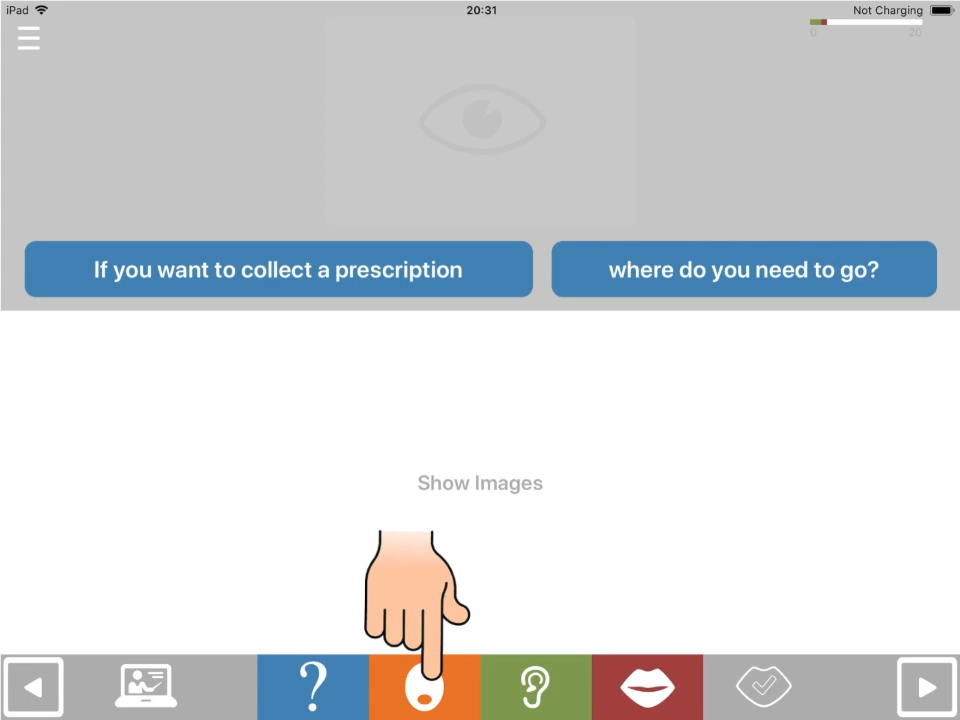 iPad 20:31 Not Charging
0 20
If you want to collect a prescription where do you need to go?
Show Images
?